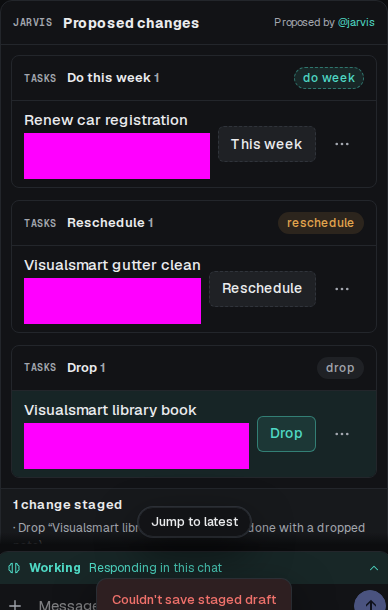 JARVIS Proposed changes Proposed by @jarvis
TASKS Do this week 1 do week
Renew car registration
This week ...
TASKS Reschedule 1 reschedule
Visualsmart gutter clean
Reschedule ...
TASKS Drop 1 drop
Visualsmart library book
Drop ...
1 change staged
· Drop “Visualsmart libr
Jump to latest
done with a dropped
Working Responding in this chat
Couldn't save staged draft
+ Message